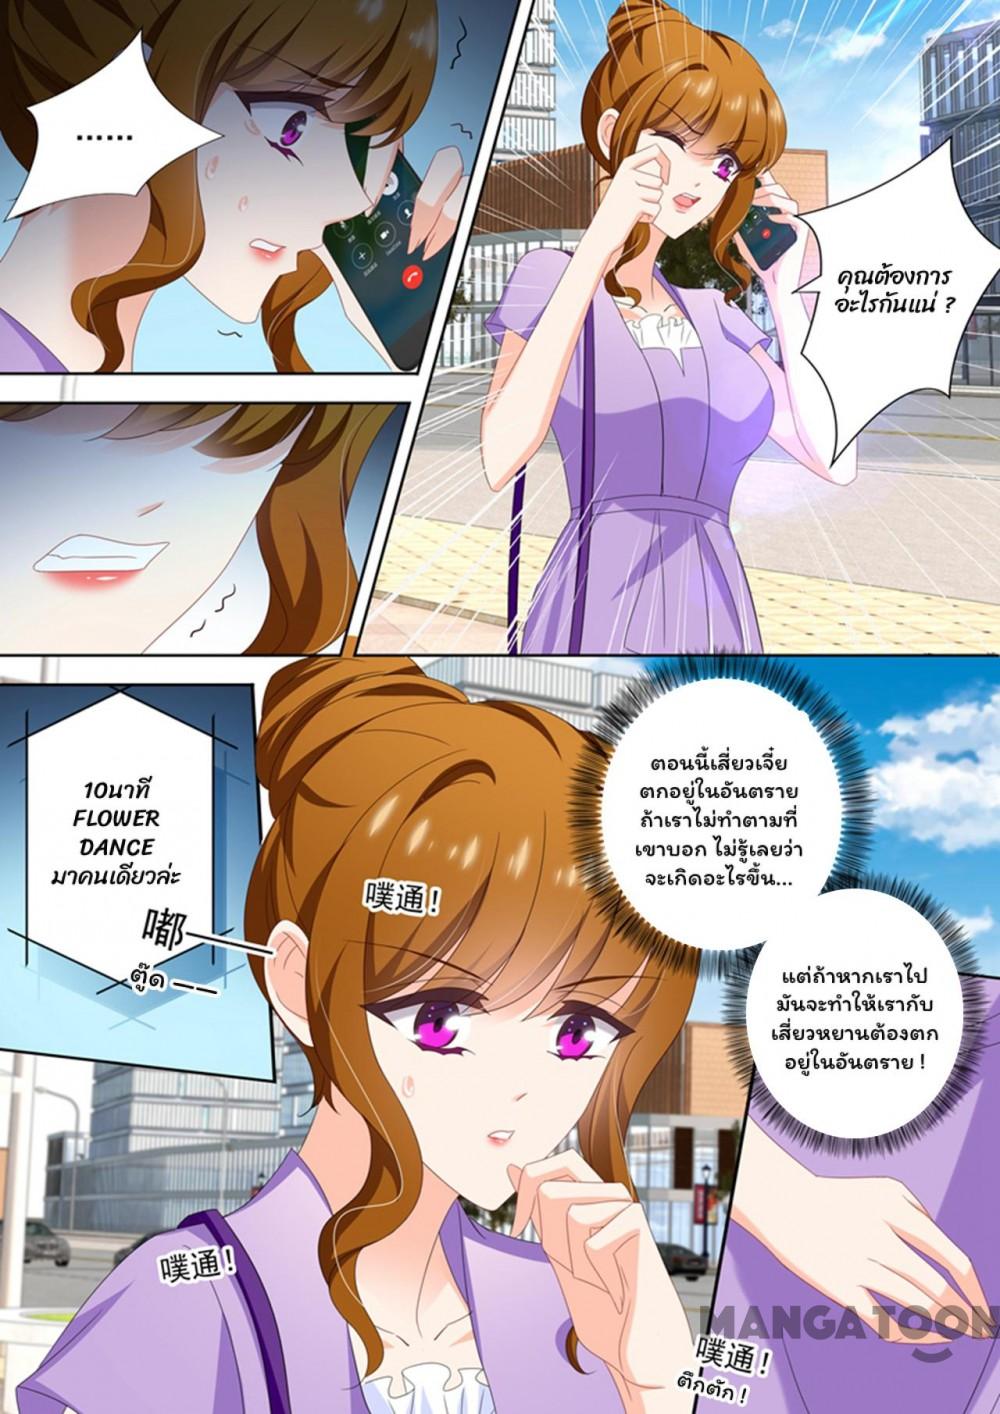 ......
คุณต้องการ
อะไรกันแน่ ?
10นาที
FLOWER
DANCE
มาคนเดียวล่ะ
嘟——
ตู๊ด ——
噗通！
ตอนนี้เสี่ยวเจี๋ย
ตกอยู่ในอันตราย
ถ้าเราไม่ทำตามที่
เขาบอก ไม่รู้เลยว่า
จะเกิดอะไรขึ้น...
แต่ถ้าหากเราไป
มันจะทำให้เรากับ
เสี่ยวหยานต้องตก
อยู่ในอันตราย !
噗通！
噗通！
ตึกตัก !
MANGATOON